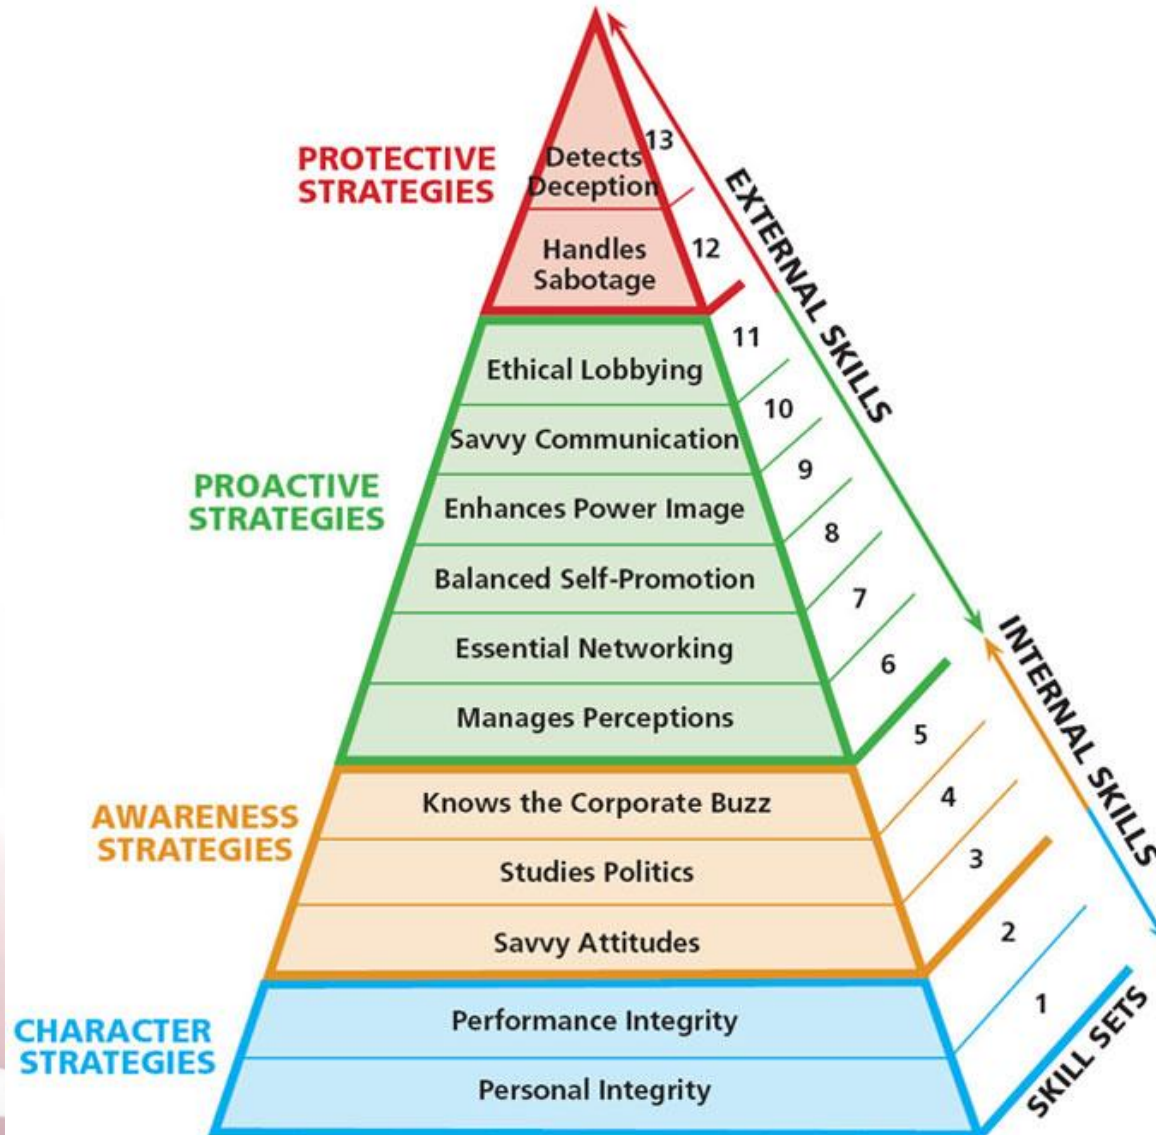 PROTECTIVE
STRATEGIES
Detects
Deception
13
Handles
Sabotage
12
EXTERNAL SKILLS
PROACTIVE
STRATEGIES
Ethical Lobbying
11
Savvy Communication
10
Enhances Power Image
9
Balanced Self-Promotion
8
Essential Networking
7
Manages Perceptions
6
INTERNAL SKILLS
AWARENESS
STRATEGIES
Knows the Corporate Buzz
5
Studies Politics
4
Savvy Attitudes
3
CHARACTER
STRATEGIES
Performance Integrity
2
Personal Integrity
1
SKILL SETS